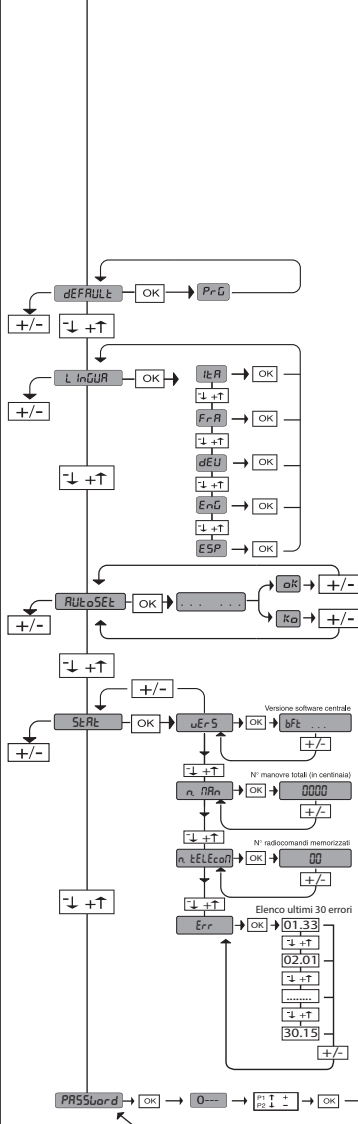 dEFAULt OK PrG
+/- -↓ +↑
LInGUA OK ItA OK
+/- -↓ +↑
FrA OK
-↓ +↑
-↓ +↑ dEU OK
-↓ +↑
EnG OK
-↓ +↑
ESP OK
oK +/-
AUtoSEt OK ... ...
+/- Ko +/-
-↓ +↑
+/-
Versione software centrale
StAt OK vErS OK bFt ...
+/- +/-
-↓ +↑
N° manovre totali (in centinaia)
n. MAn OK 0000
+/-
-↓ +↑
N° radiocomandi memorizzati
n. tELEcoM OK 00
+/-
-↓ +↑ -↓ +↑
Elenco ultimi 30 errori
Err OK 01.33
-↓ +↑
02.01
-↓ +↑
........
-↓ +↑
30.15
+/-
PASSword OK 0--- P1 ↑ + OK
P2 ↓ -